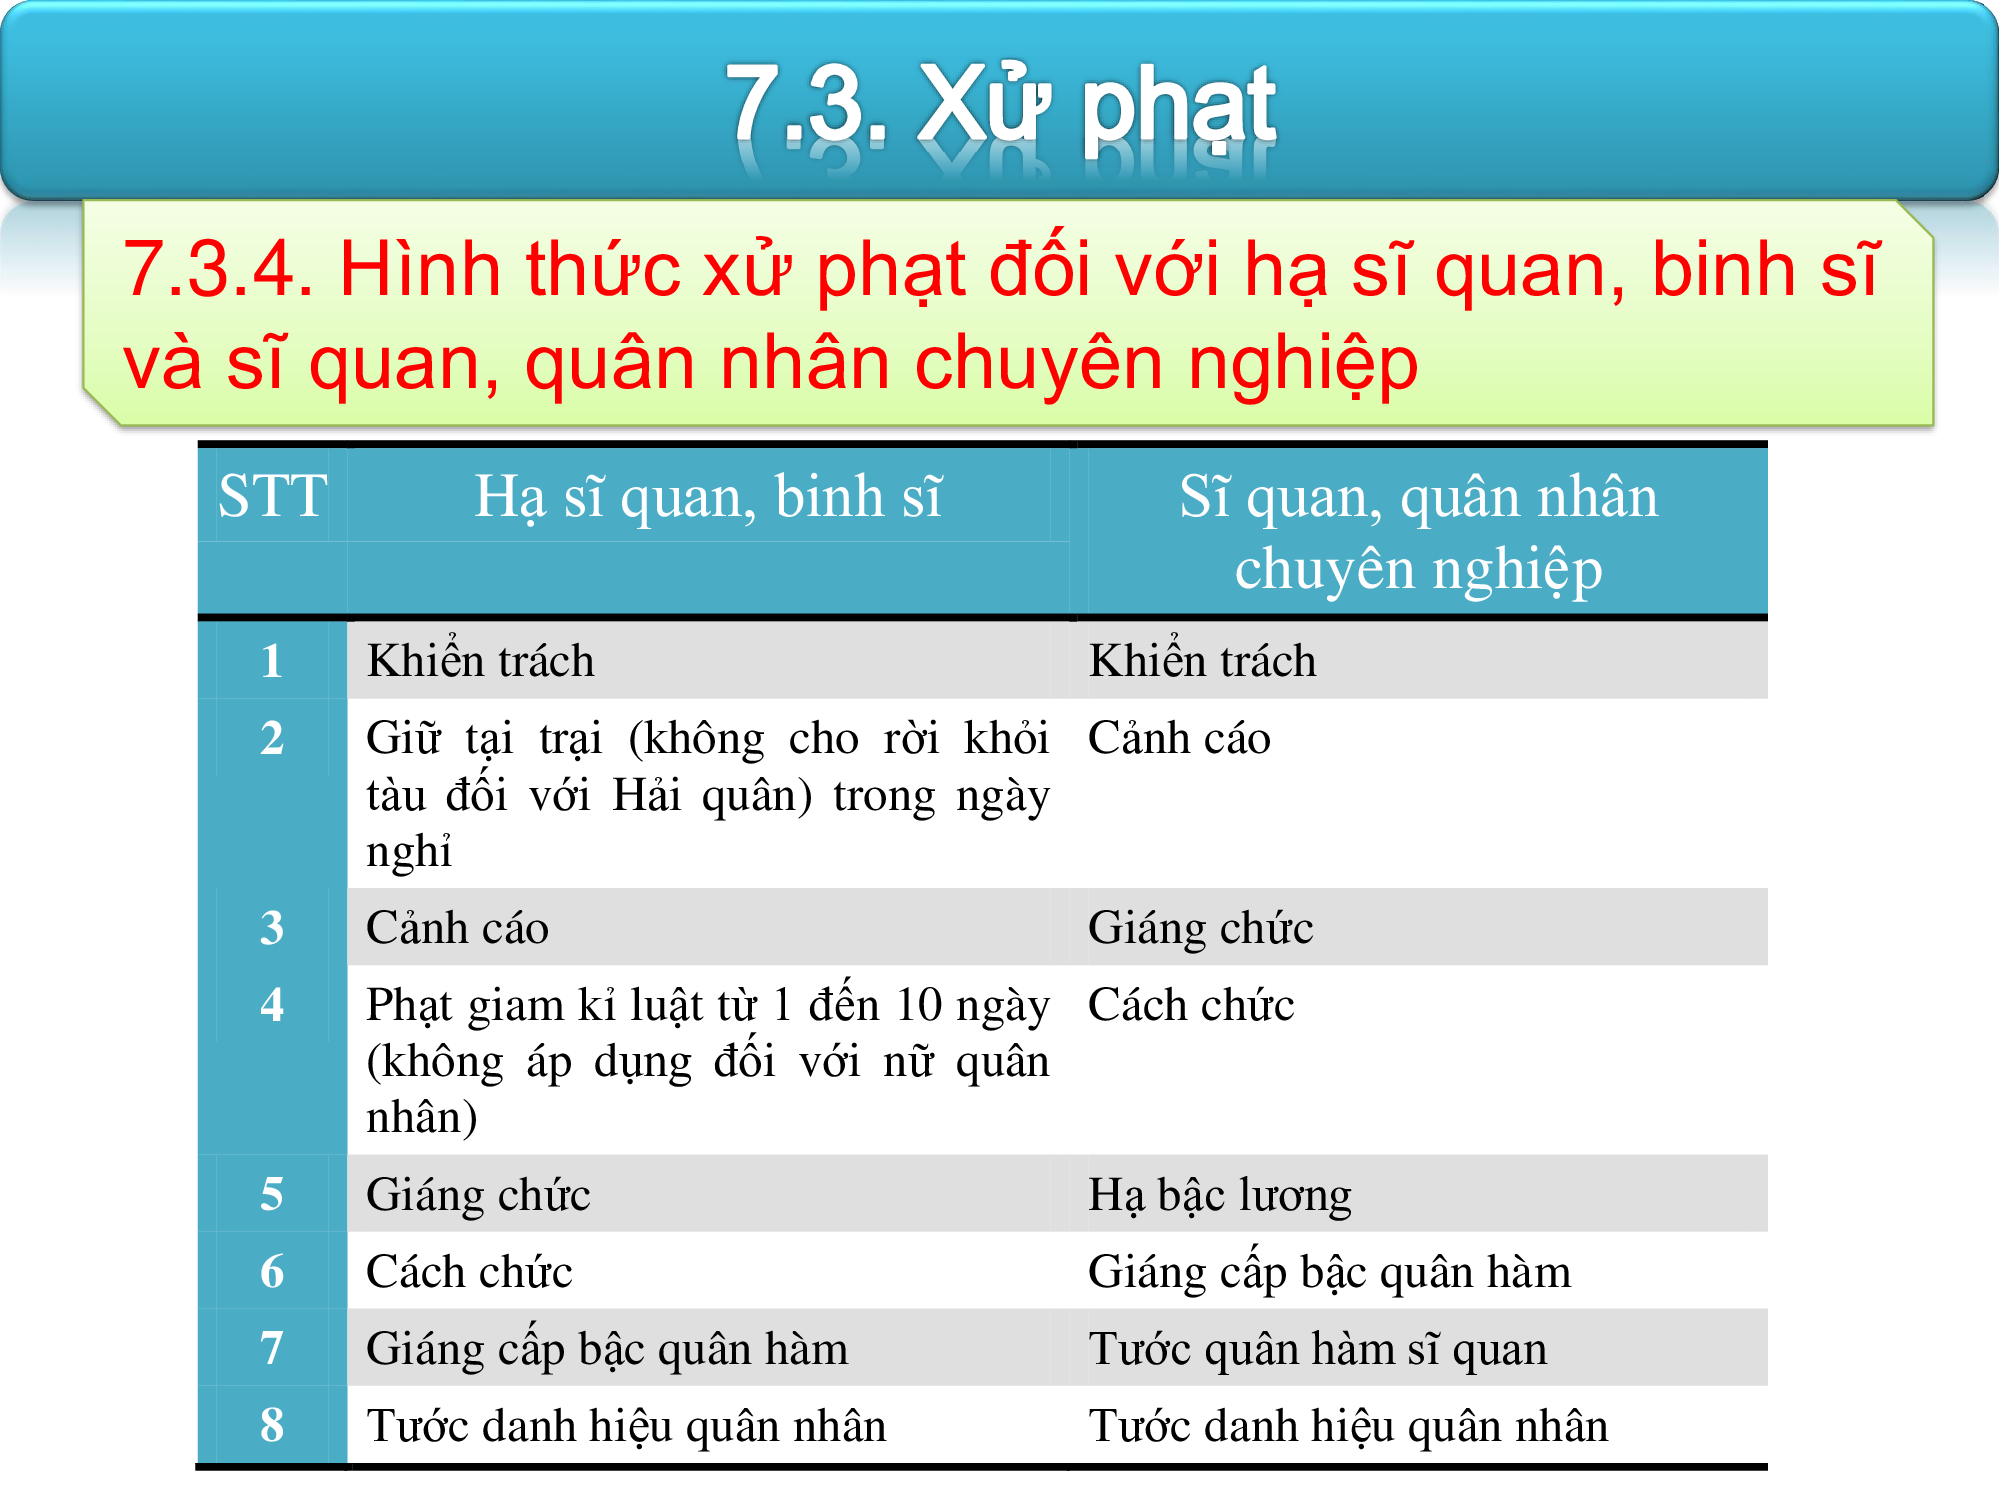 7.3. Xử phạt
7.3.4. Hình thức xử phạt đối với hạ sĩ quan, binh sĩ
và sĩ quan, quân nhân chuyên nghiệp
STT Hạ sĩ quan, binh sĩ Sĩ quan, quân nhân
chuyên nghiệp
1 Khiển trách Khiển trách
2 Giữ tại trại (không cho rời khỏi Cảnh cáo
tàu đối với Hải quân) trong ngày
nghỉ
3 Cảnh cáo Giáng chức
4 Phạt giam kỉ luật từ 1 đến 10 ngày Cách chức
(không áp dụng đối với nữ quân
nhân)
5 Giáng chức Hạ bậc lương
6 Cách chức Giáng cấp bậc quân hàm
7 Giáng cấp bậc quân hàm Tước quân hàm sĩ quan
8 Tước danh hiệu quân nhân Tước danh hiệu quân nhân